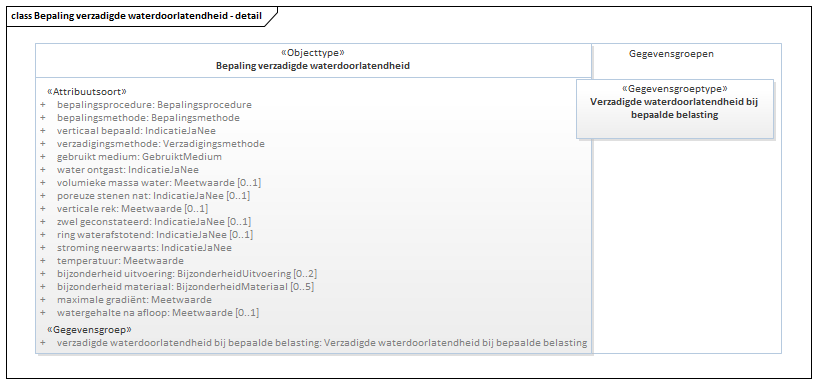 class Bepaling verzadigde waterdoorlatendheid - detail
«Objecttype»
Bepaling verzadigde waterdoorlatendheid
«Attribuutsoort»
+ bepalingsprocedure: Bepalingsprocedure
+ bepalingsmethode: Bepalingsmethode
+ verticaal bepaald: IndicatieJaNee
+ verzadigingsmethode: Verzadigingsmethode
+ gebruikt medium: GebruiktMedium
+ water ontgast: IndicatieJaNee
+ volumieke massa water: Meetwaarde [0..1]
+ poreuze stenen nat: IndicatieJaNee [0..1]
+ verticale rek: Meetwaarde [0..1]
+ zwel geconstateerd: IndicatieJaNee [0..1]
+ ring waterafstotend: IndicatieJaNee [0..1]
+ stroming neerwaarts: IndicatieJaNee
+ temperatuur: Meetwaarde
+ bijzonderheid uitvoering: BijzonderheidUitvoering [0..2]
+ bijzonderheid materiaal: BijzonderheidMateriaal [0..5]
+ maximale gradiënt: Meetwaarde
+ watergehalte na afloop: Meetwaarde [0..1]
«Gegevensgroep»
+ verzadigde waterdoorlatendheid bij bepaalde belasting: Verzadigde waterdoorlatendheid bij bepaalde belasting
Gegevensgroepen
«Gegevensgroeptype»
Verzadigde waterdoorlatendheid bij
bepaalde belasting